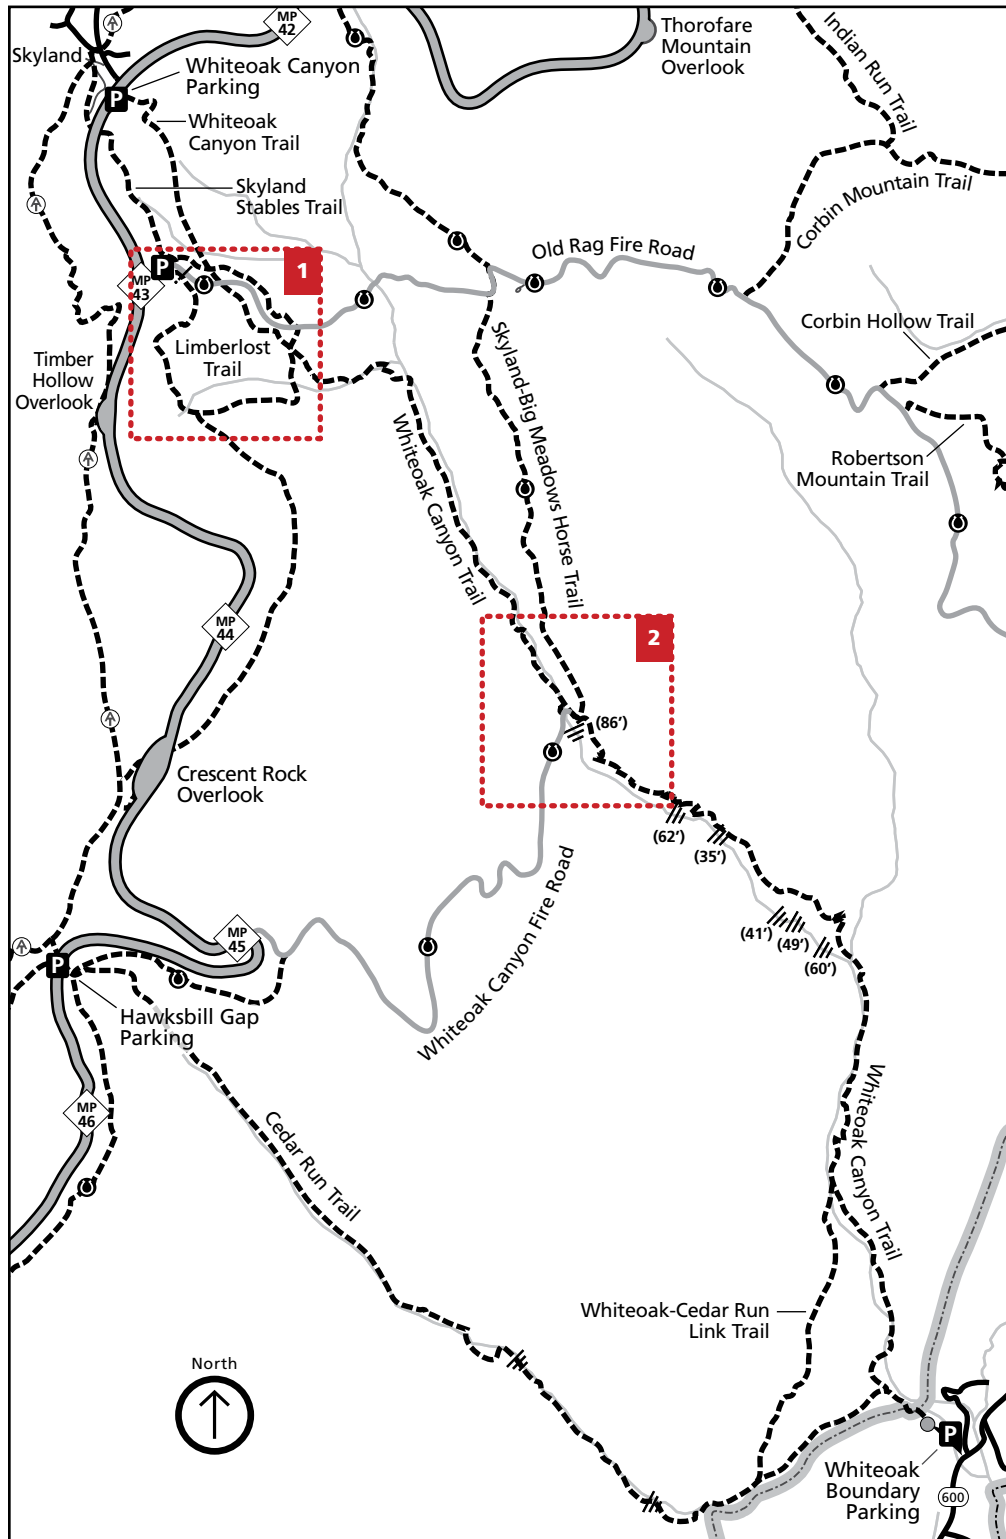 MP
42
Thorofare
Mountain
Overlook
Skyland
Whiteoak Canyon
Parking
P
Whiteoak
Canyon Trail
Skyland
Stables Trail
Indian Run Trail
Corbin Mountain Trail
Old Rag Fire Road
1
P
MP
43
Limberlost
Trail
Timber
Hollow
Overlook
Corbin Hollow Trail
Robertson
Mountain Trail
Skyland-Big Meadows Horse Trail
Whiteoak Canyon Trail
MP
44
2
(86')
Crescent Rock
Overlook
(62')
(35')
(41')
(49')
(60')
Whiteoak Canyon Fire Road
MP
45
P
Hawksbill Gap
Parking
MP
46
Cedar Run Trail
Whiteoak Canyon Trail
Whiteoak-Cedar Run
Link Trail
North
P
Whiteoak
Boundary
Parking
600